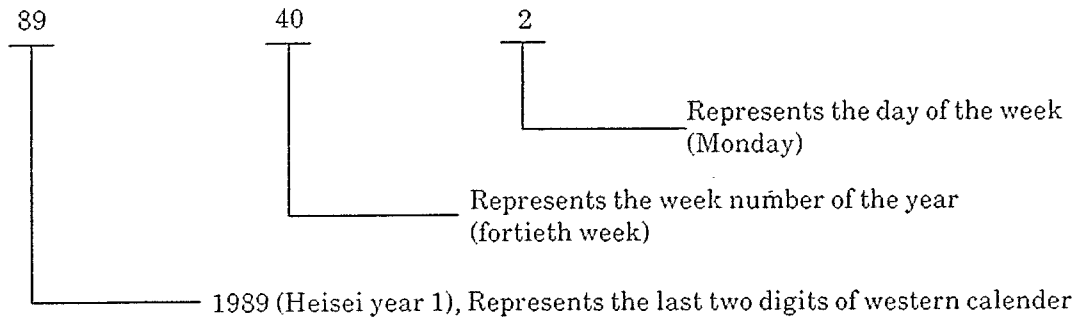 89 40 2
Represents the day of the week
(Monday)
Represents the week number of the year
(fortieth week)
1989 (Heisei year 1), Represents the last two digits of western calender